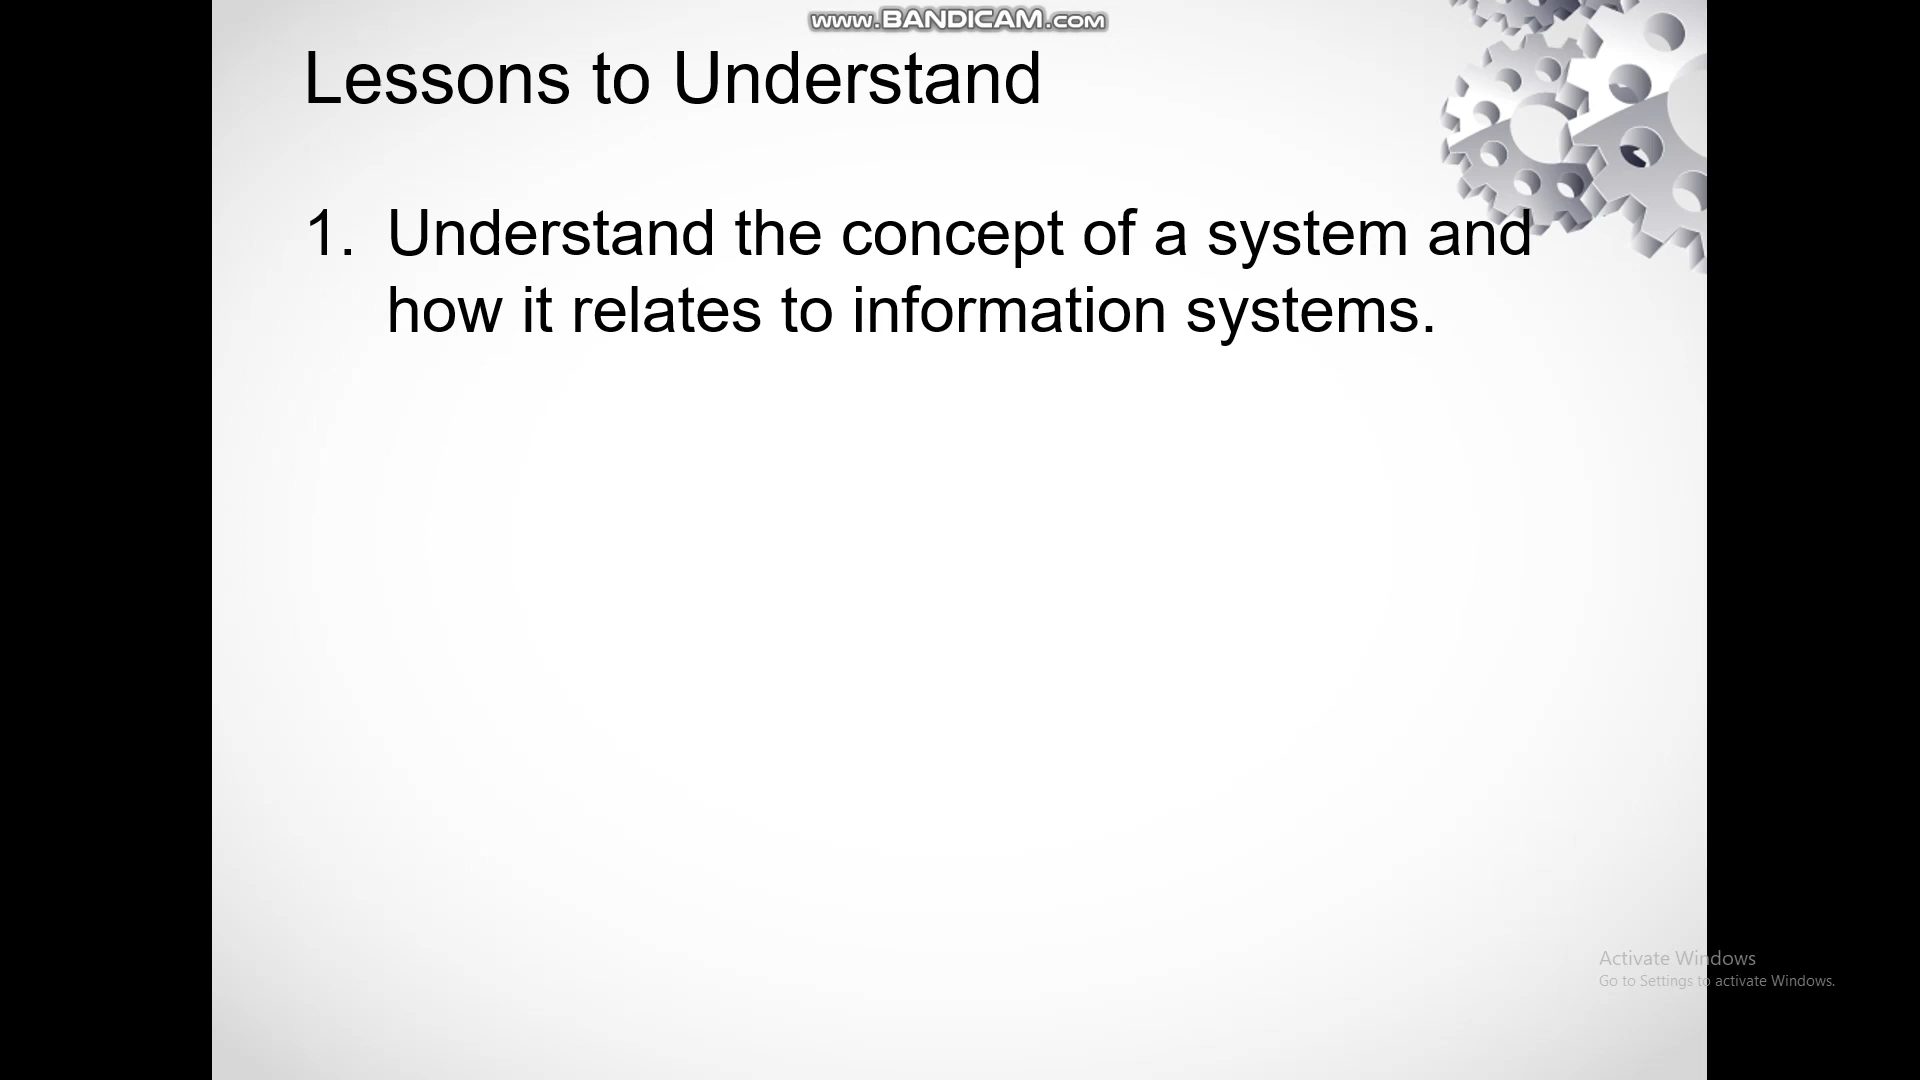 www.BANDICAM.com
Lessons to Understand
1. Understand the concept of a system and
how it relates to information systems.
Activate Windows
Go to Settings to activate Windows.